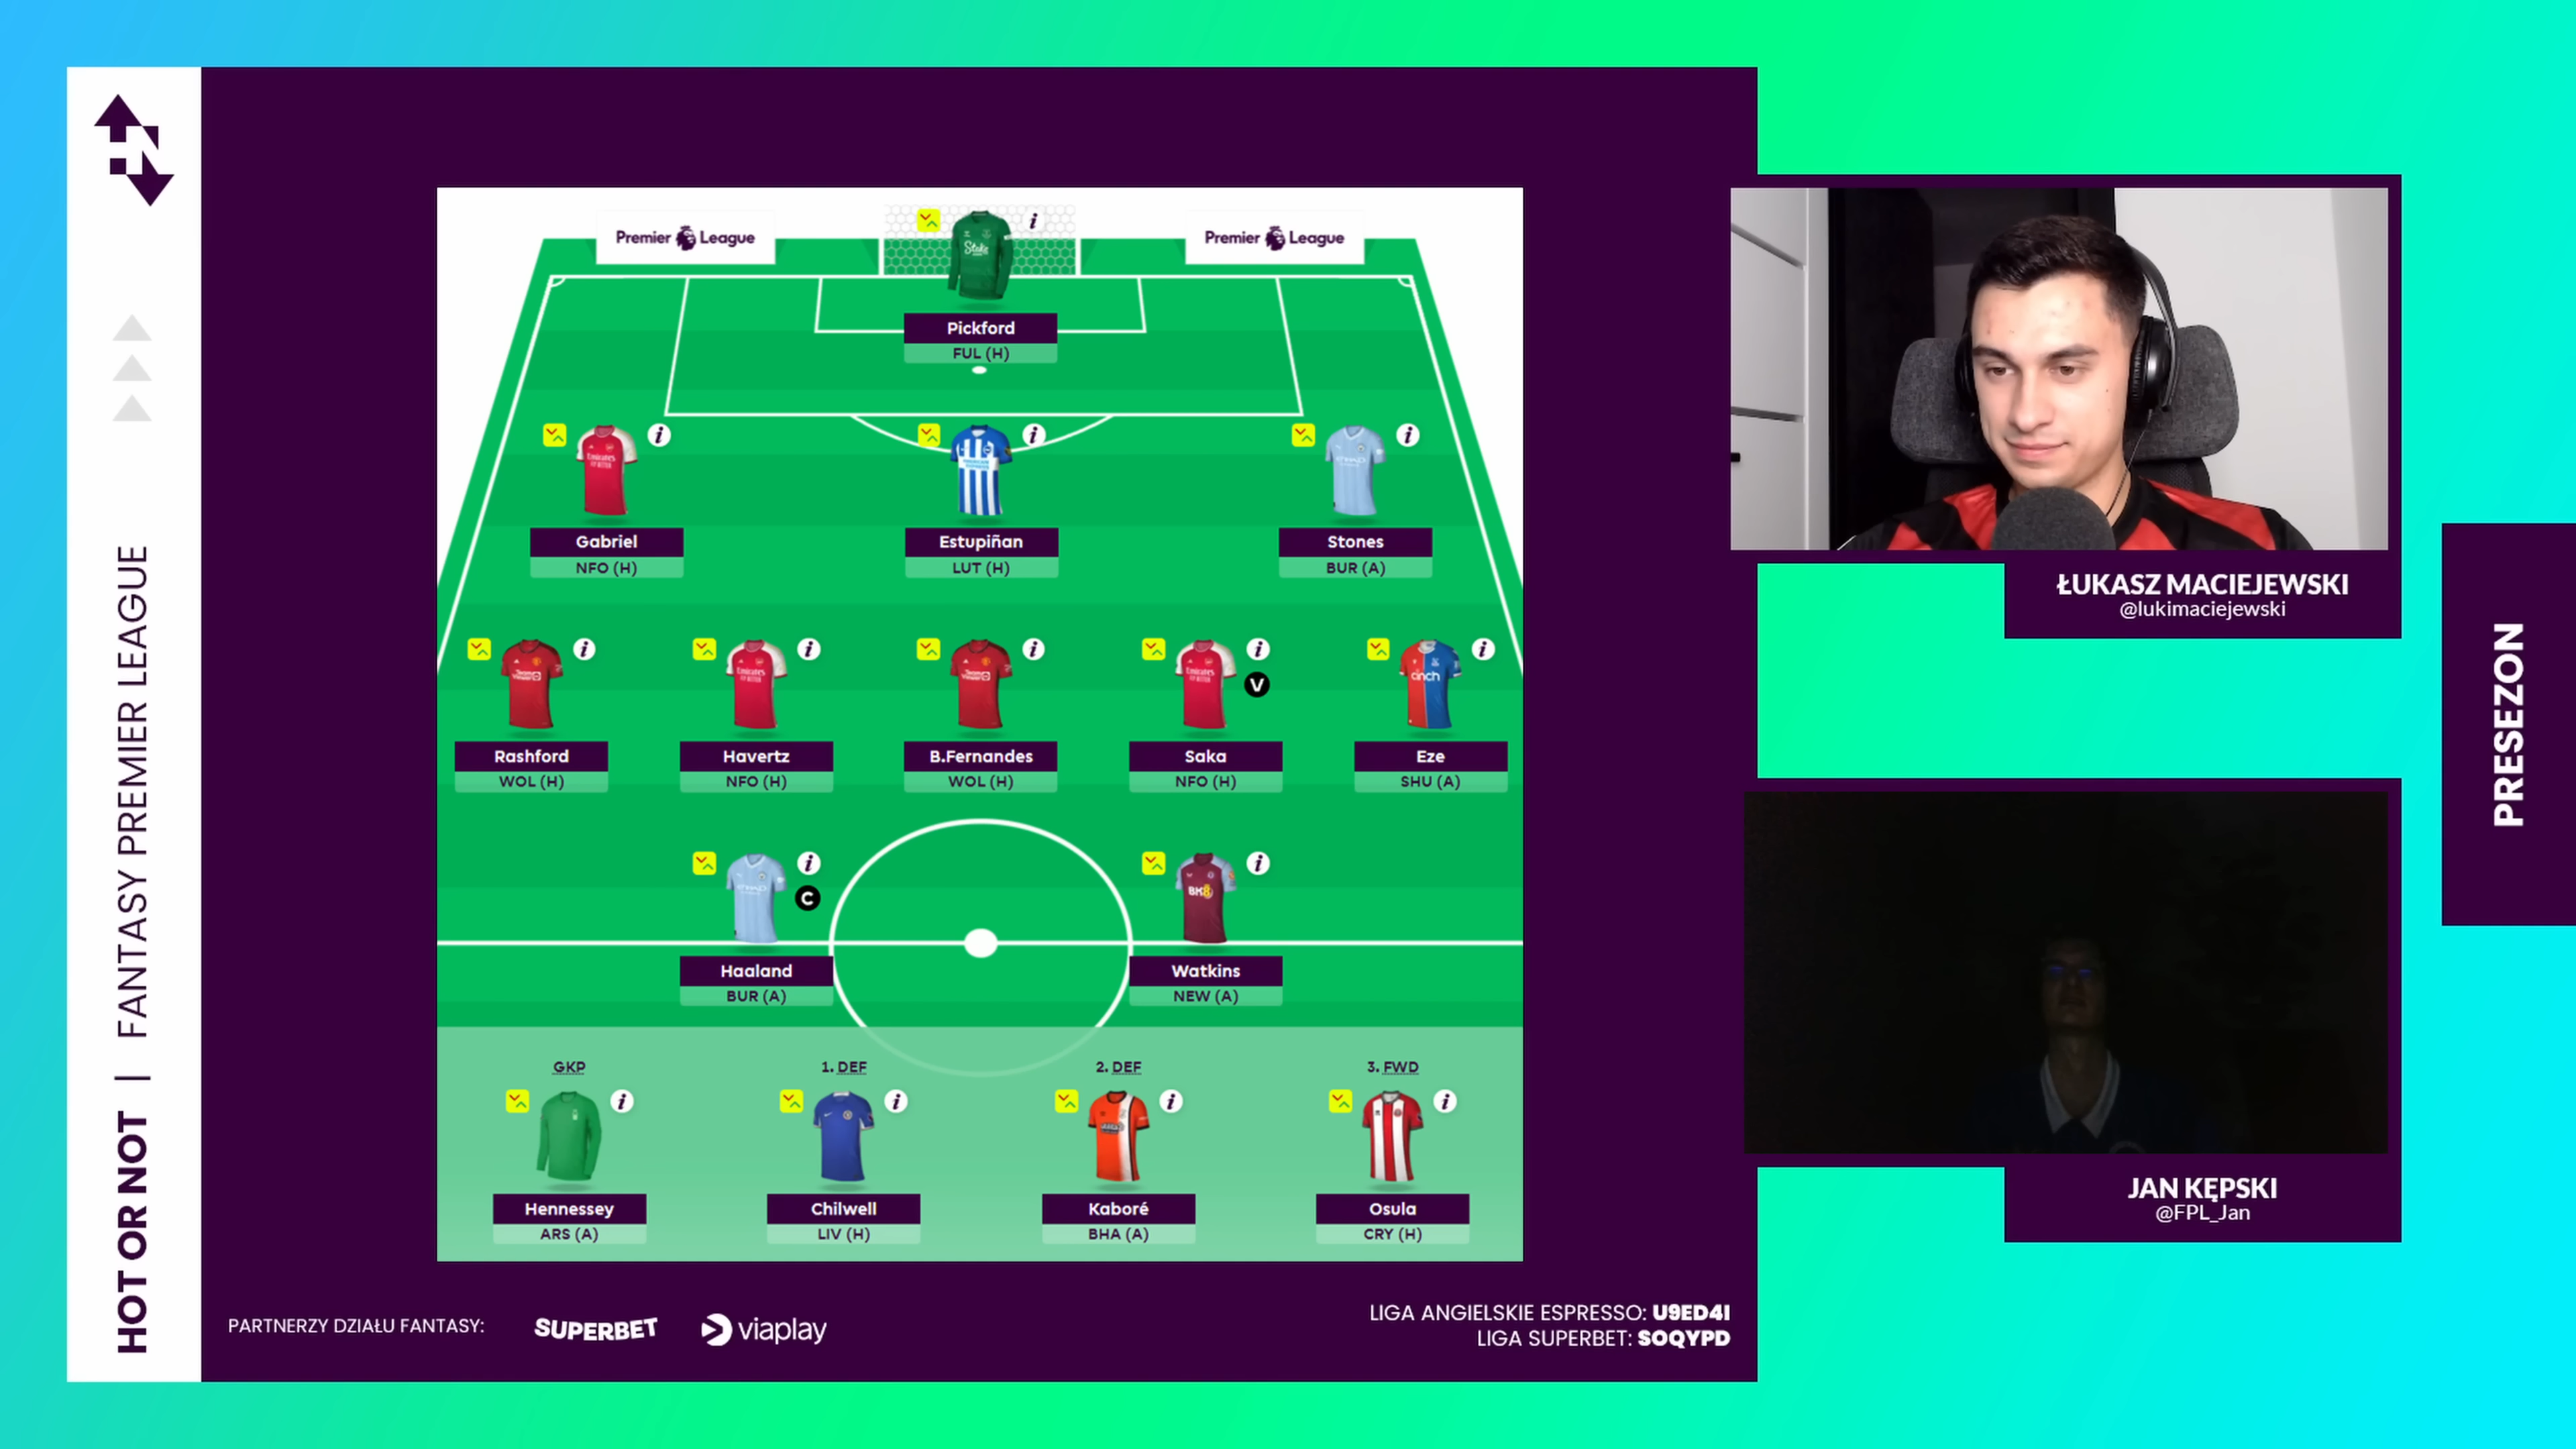 HOT OR NOT | FANTASY PREMIER LEAGUE
Premier League
Premier League
Stake
Pickford
FUL (H)
Gabriel
NFO (H)
Estupiñan
LUT (H)
Stones
BUR (A)
Rashford
WOL (H)
Havertz
NFO (H)
B.Fernandes
WOL (H)
Saka
NFO (H)
V
cinch
Eze
SHU (A)
Haaland
BUR (A)
C
BK8
Watkins
NEW (A)
GKP
1. DEF
2. DEF
3. FWD
Hennessey
ARS (A)
Chilwell
LIV (H)
Kaboré
BHA (A)
Osula
CRY (H)
PARTNERZY DZIAŁU FANTASY:
SUPERBET
viaplay
LIGA ANGIELSKIE ESPRESSO: U9ED4I
LIGA SUPERBET: SOQYPD
ŁUKASZ MACIEJEWSKI
@lukimaciejewski
JAN KĘPSKI
@FPL_Jan
PRESEZON